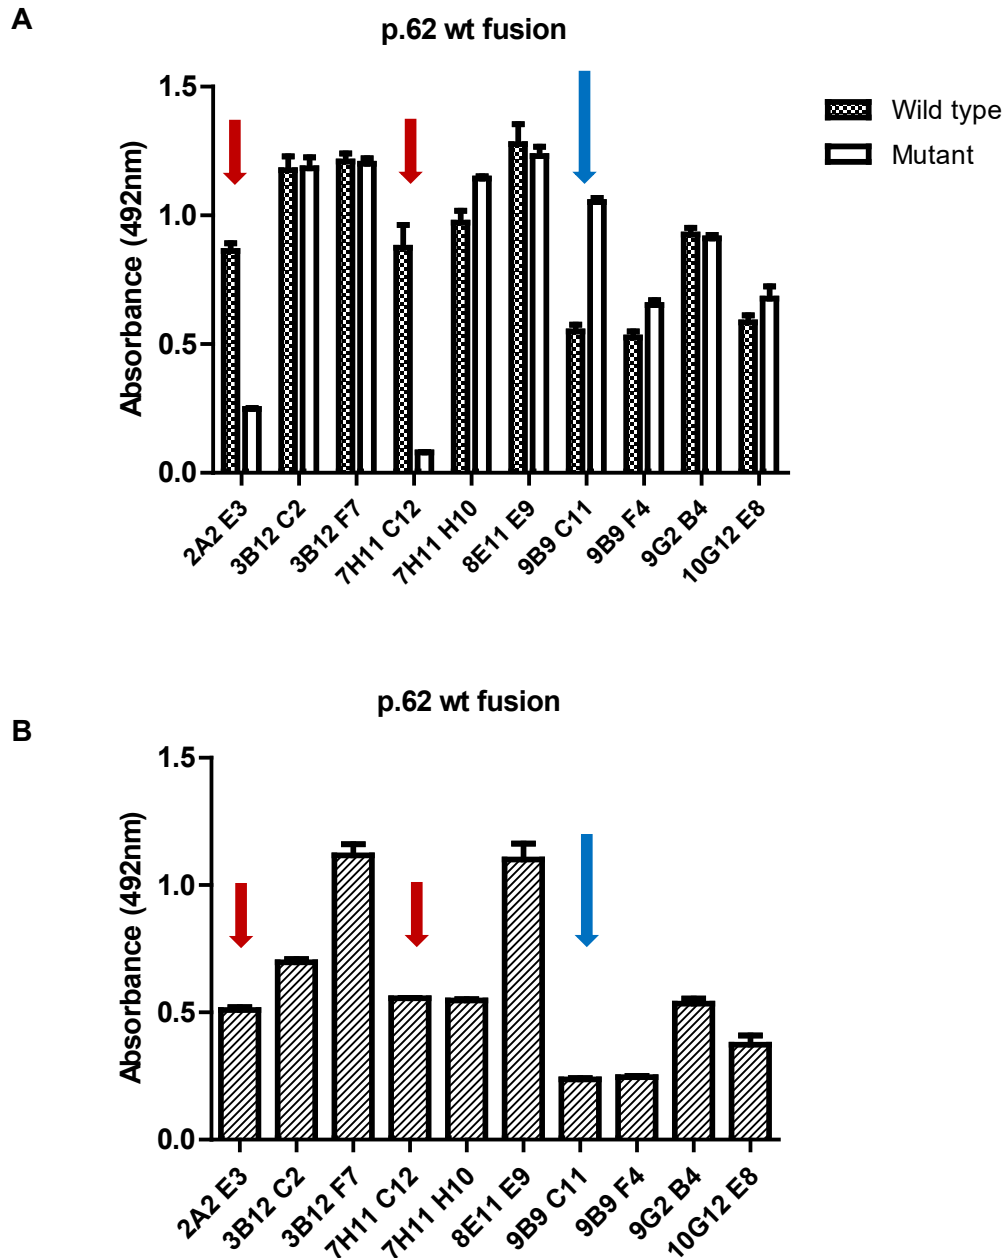 A
p.62 wt fusion
Wild type
Mutant
Absorbance (492nm)
1.5
1.0
0.5
0.0
2A2 E3
3B12 C2
3B12 F7
7H11 C12
7H11 H10
8E11 E9
9B9 C11
9B9 F4
9G2 B4
10G12 E8
B
p.62 wt fusion
Absorbance (492nm)
1.5
1.0
0.5
0.0
2A2 E3
3B12 C2
3B12 F7
7H11 C12
7H11 H10
8E11 E9
9B9 C11
9B9 F4
9G2 B4
10G12 E8